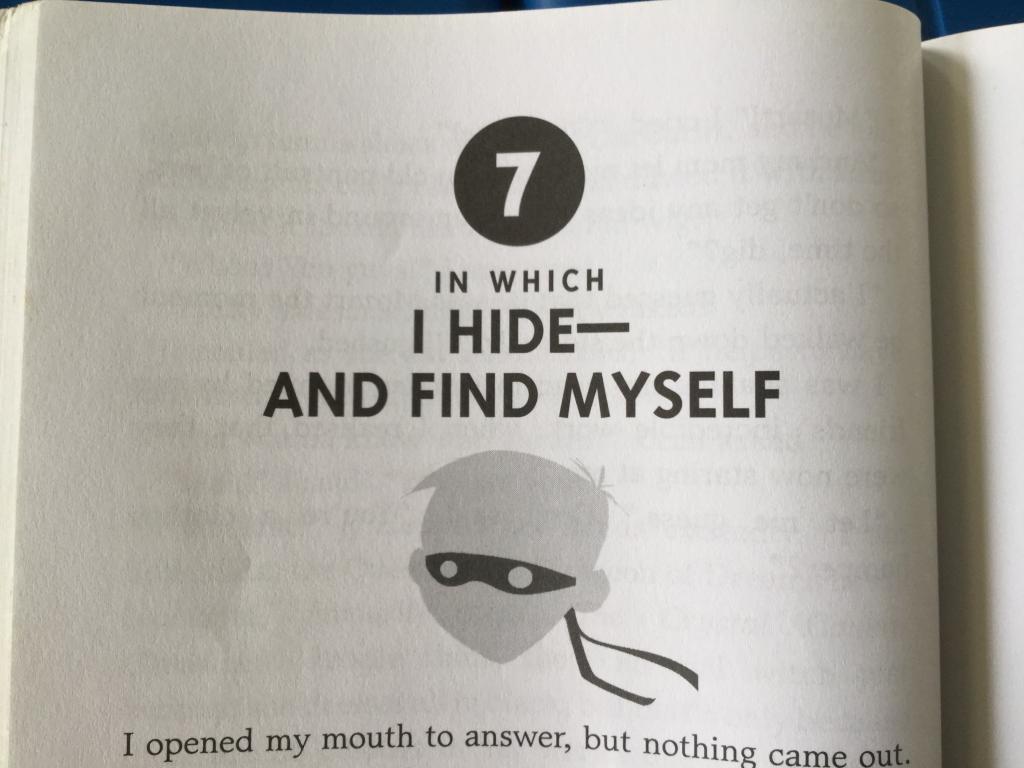 7
IN WHICH
I HIDE—
AND FIND MYSELF
I opened my mouth to answer, but nothing came out.